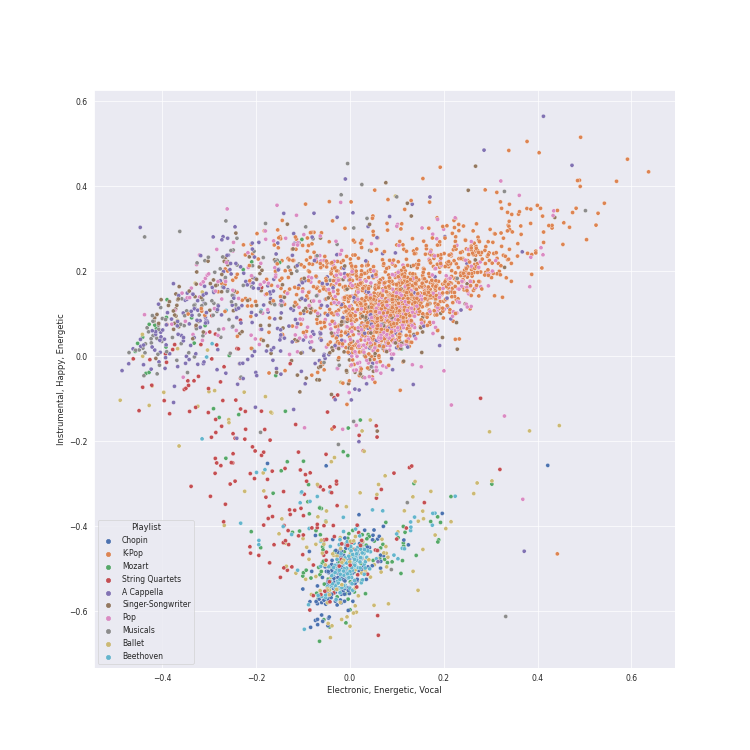 0.6
0.4
0.2
0.0
−0.2
−0.4
−0.6
Instrumental, Happy, Energetic
Playlist
Chopin
K-Pop
Mozart
String Quartets
A Cappella
Singer-Songwriter
Pop
Musicals
Ballet
Beethoven
−0.4 −0.2 0.0 0.2 0.4 0.6
Electronic, Energetic, Vocal